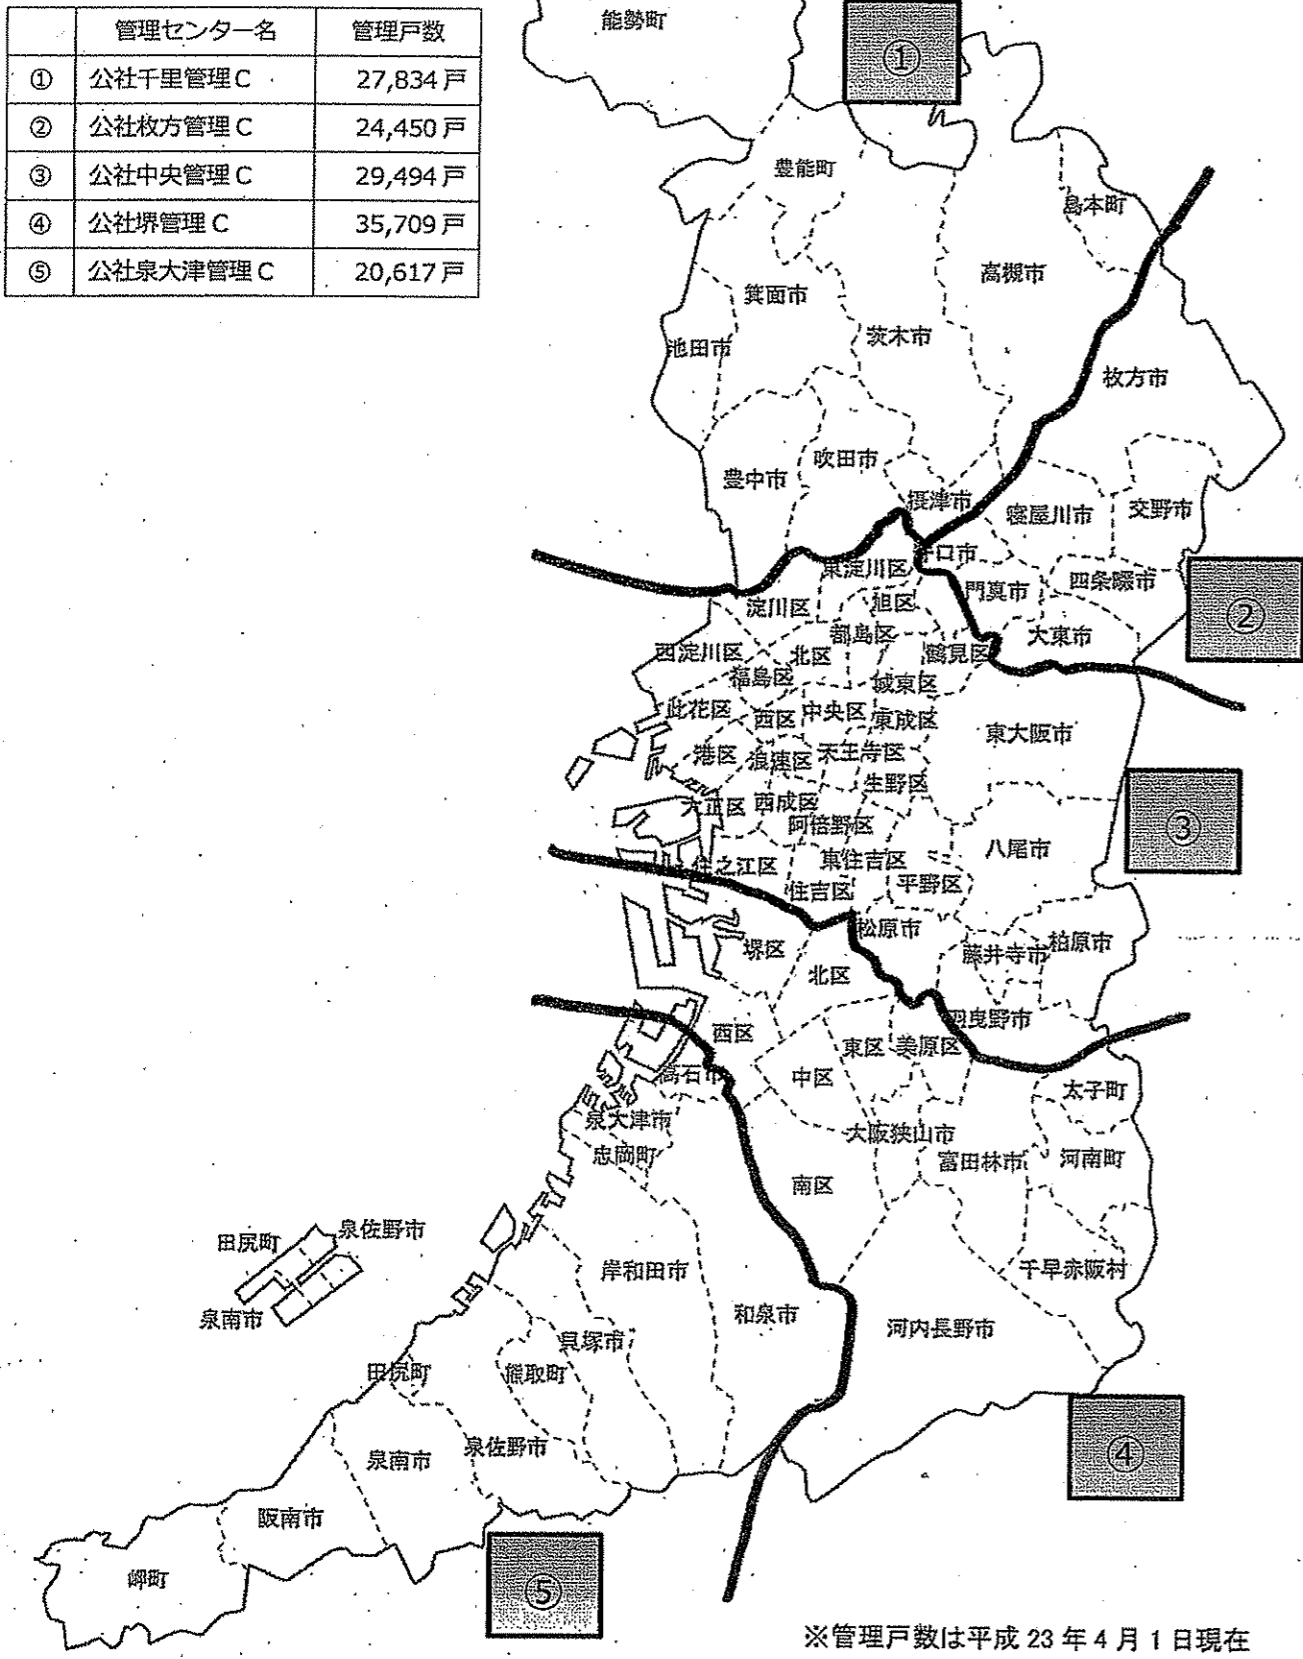 管理センター名 管理戸数
① 公社千里管理C 27,834戸
② 公社枚方管理C 24,450戸
③ 公社中央管理C 29,494戸
④ 公社堺管理C 35,709戸
⑤ 公社泉大津管理C 20,617戸
能勢町
①
豊能町
島本町
高槻市
箕面市
茨木市
池田市
枚方市
吹田市
豊中市
摂津市
寝屋川市
交野市
口市
東淀川区
門真市
四条畷市
淀川区
旭区
②
都島区
大東市
西淀川区
北区
鶴見区
福島区
城東区
此花区
西区
中央区
東成区
東大阪市
港区
浪速区
天王寺区
生野区
大正区
西成区
阿倍野区
③
八尾市
住之江区
東住吉区
住吉区
平野区
松原市
堺区
藤井寺市
柏原市
北区
羽曳野市
西区
東区
美原区
高石市
中区
太子町
泉大津市
大阪狭山市
忠岡町
富田林市
河南町
南区
田尻町
泉佐野市
岸和田市
千早赤阪村
泉南市
和泉市
河内長野市
貝塚市
田尻町
熊取町
泉佐野市
泉南市
④
阪南市
岬町
⑤
※管理戸数は平成23年4月1日現在